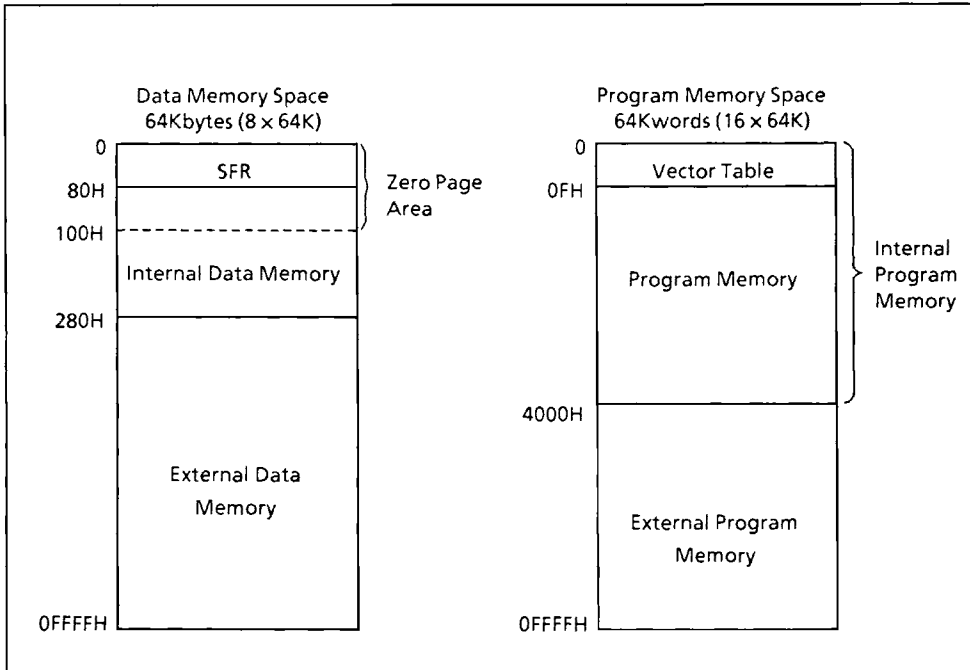 Data Memory Space
64Kbytes (8 x 64K)
0
SFR
80H
Zero Page
Area
100H
Internal Data Memory
280H
External Data
Memory
0FFFFH
Program Memory Space
64Kwords (16 x 64K)
0
Vector Table
0FH
Program Memory
Internal
Program
Memory
4000H
External Program
Memory
0FFFFH